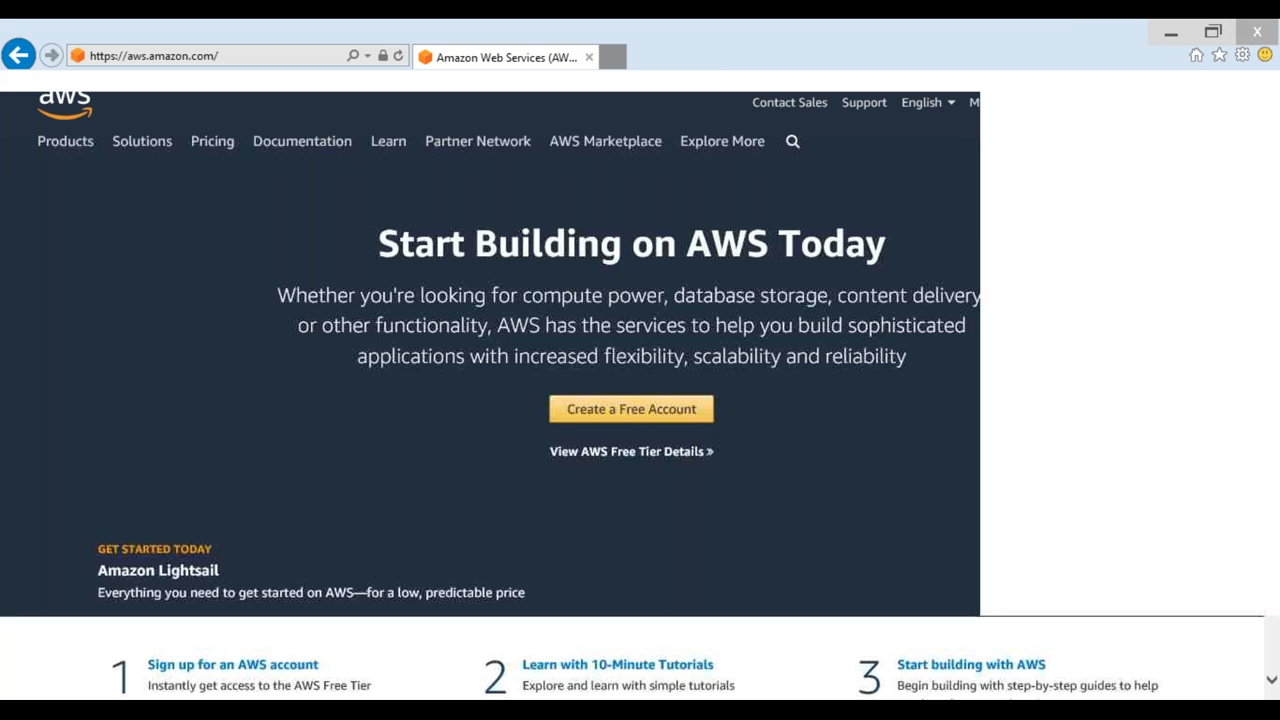 https://aws.amazon.com/
Amazon Web Services (AW...
aws
Contact Sales Support English M
Products Solutions Pricing Documentation Learn Partner Network AWS Marketplace Explore More
Start Building on AWS Today
Whether you're looking for compute power, database storage, content delivery
or other functionality, AWS has the services to help you build sophisticated
applications with increased flexibility, scalability and reliability
Create a Free Account
View AWS Free Tier Details »
GET STARTED TODAY
Amazon Lightsail
Everything you need to get started on AWS—for a low, predictable price
1 Sign up for an AWS account
Instantly get access to the AWS Free Tier
2 Learn with 10-Minute Tutorials
Explore and learn with simple tutorials
3 Start building with AWS
Begin building with step-by-step guides to help